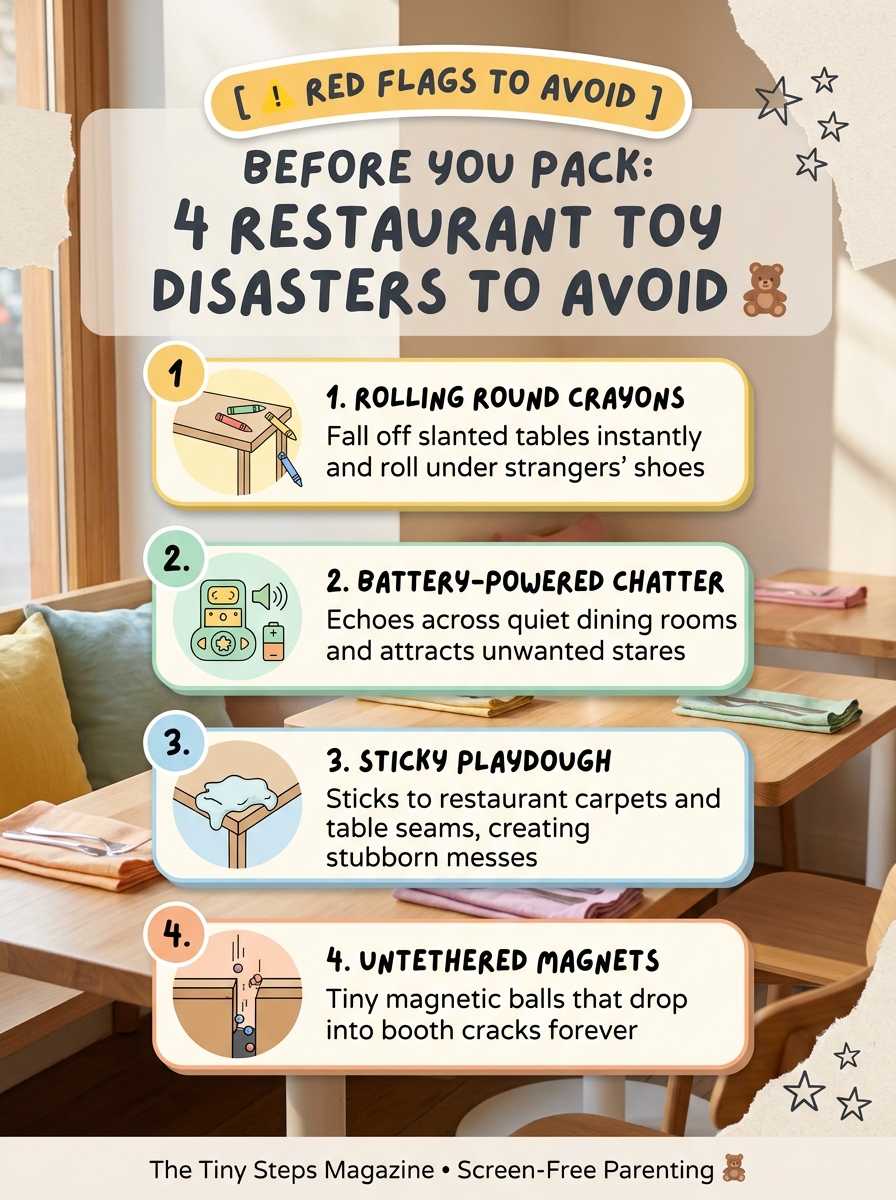 [ ⚠️ RED FLAGS TO AVOID ]
BEFORE YOU PACK:
4 RESTAURANT TOY
DISASTERS TO AVOID 🧸
1
1. ROLLING ROUND CRAYONS
Fall off slanted tables instantly
and roll under strangers’ shoes
2.
2. BATTERY-POWERED CHATTER
Echoes across quiet dining rooms
and attracts unwanted stares
3.
3. STICKY PLAYDOUGH
Sticks to restaurant carpets and
table seams, creating
stubborn messes
4.
4. UNTETHERED MAGNETS
Tiny magnetic balls that drop
into booth cracks forever
The Tiny Steps Magazine • Screen-Free Parenting 🧸